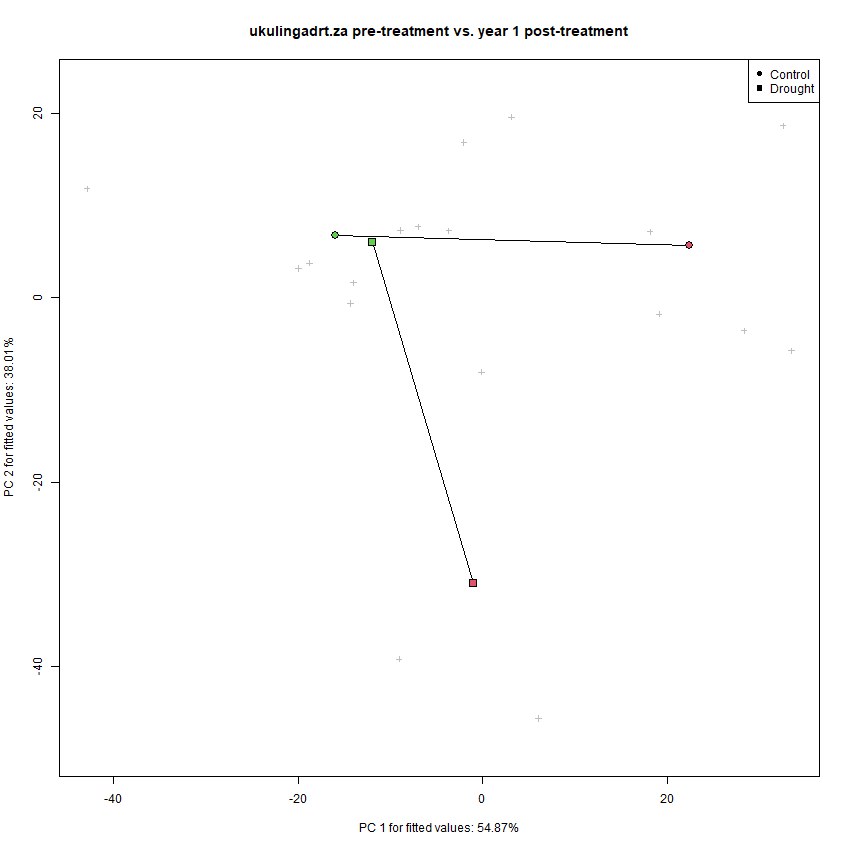 ukulingadrt.za pre-treatment vs. year 1 post-treatment
Control
Drought
20
0
-20
-40
PC 2 for fitted values: 38.01%
-40
-20
0
20
PC 1 for fitted values: 54.87%